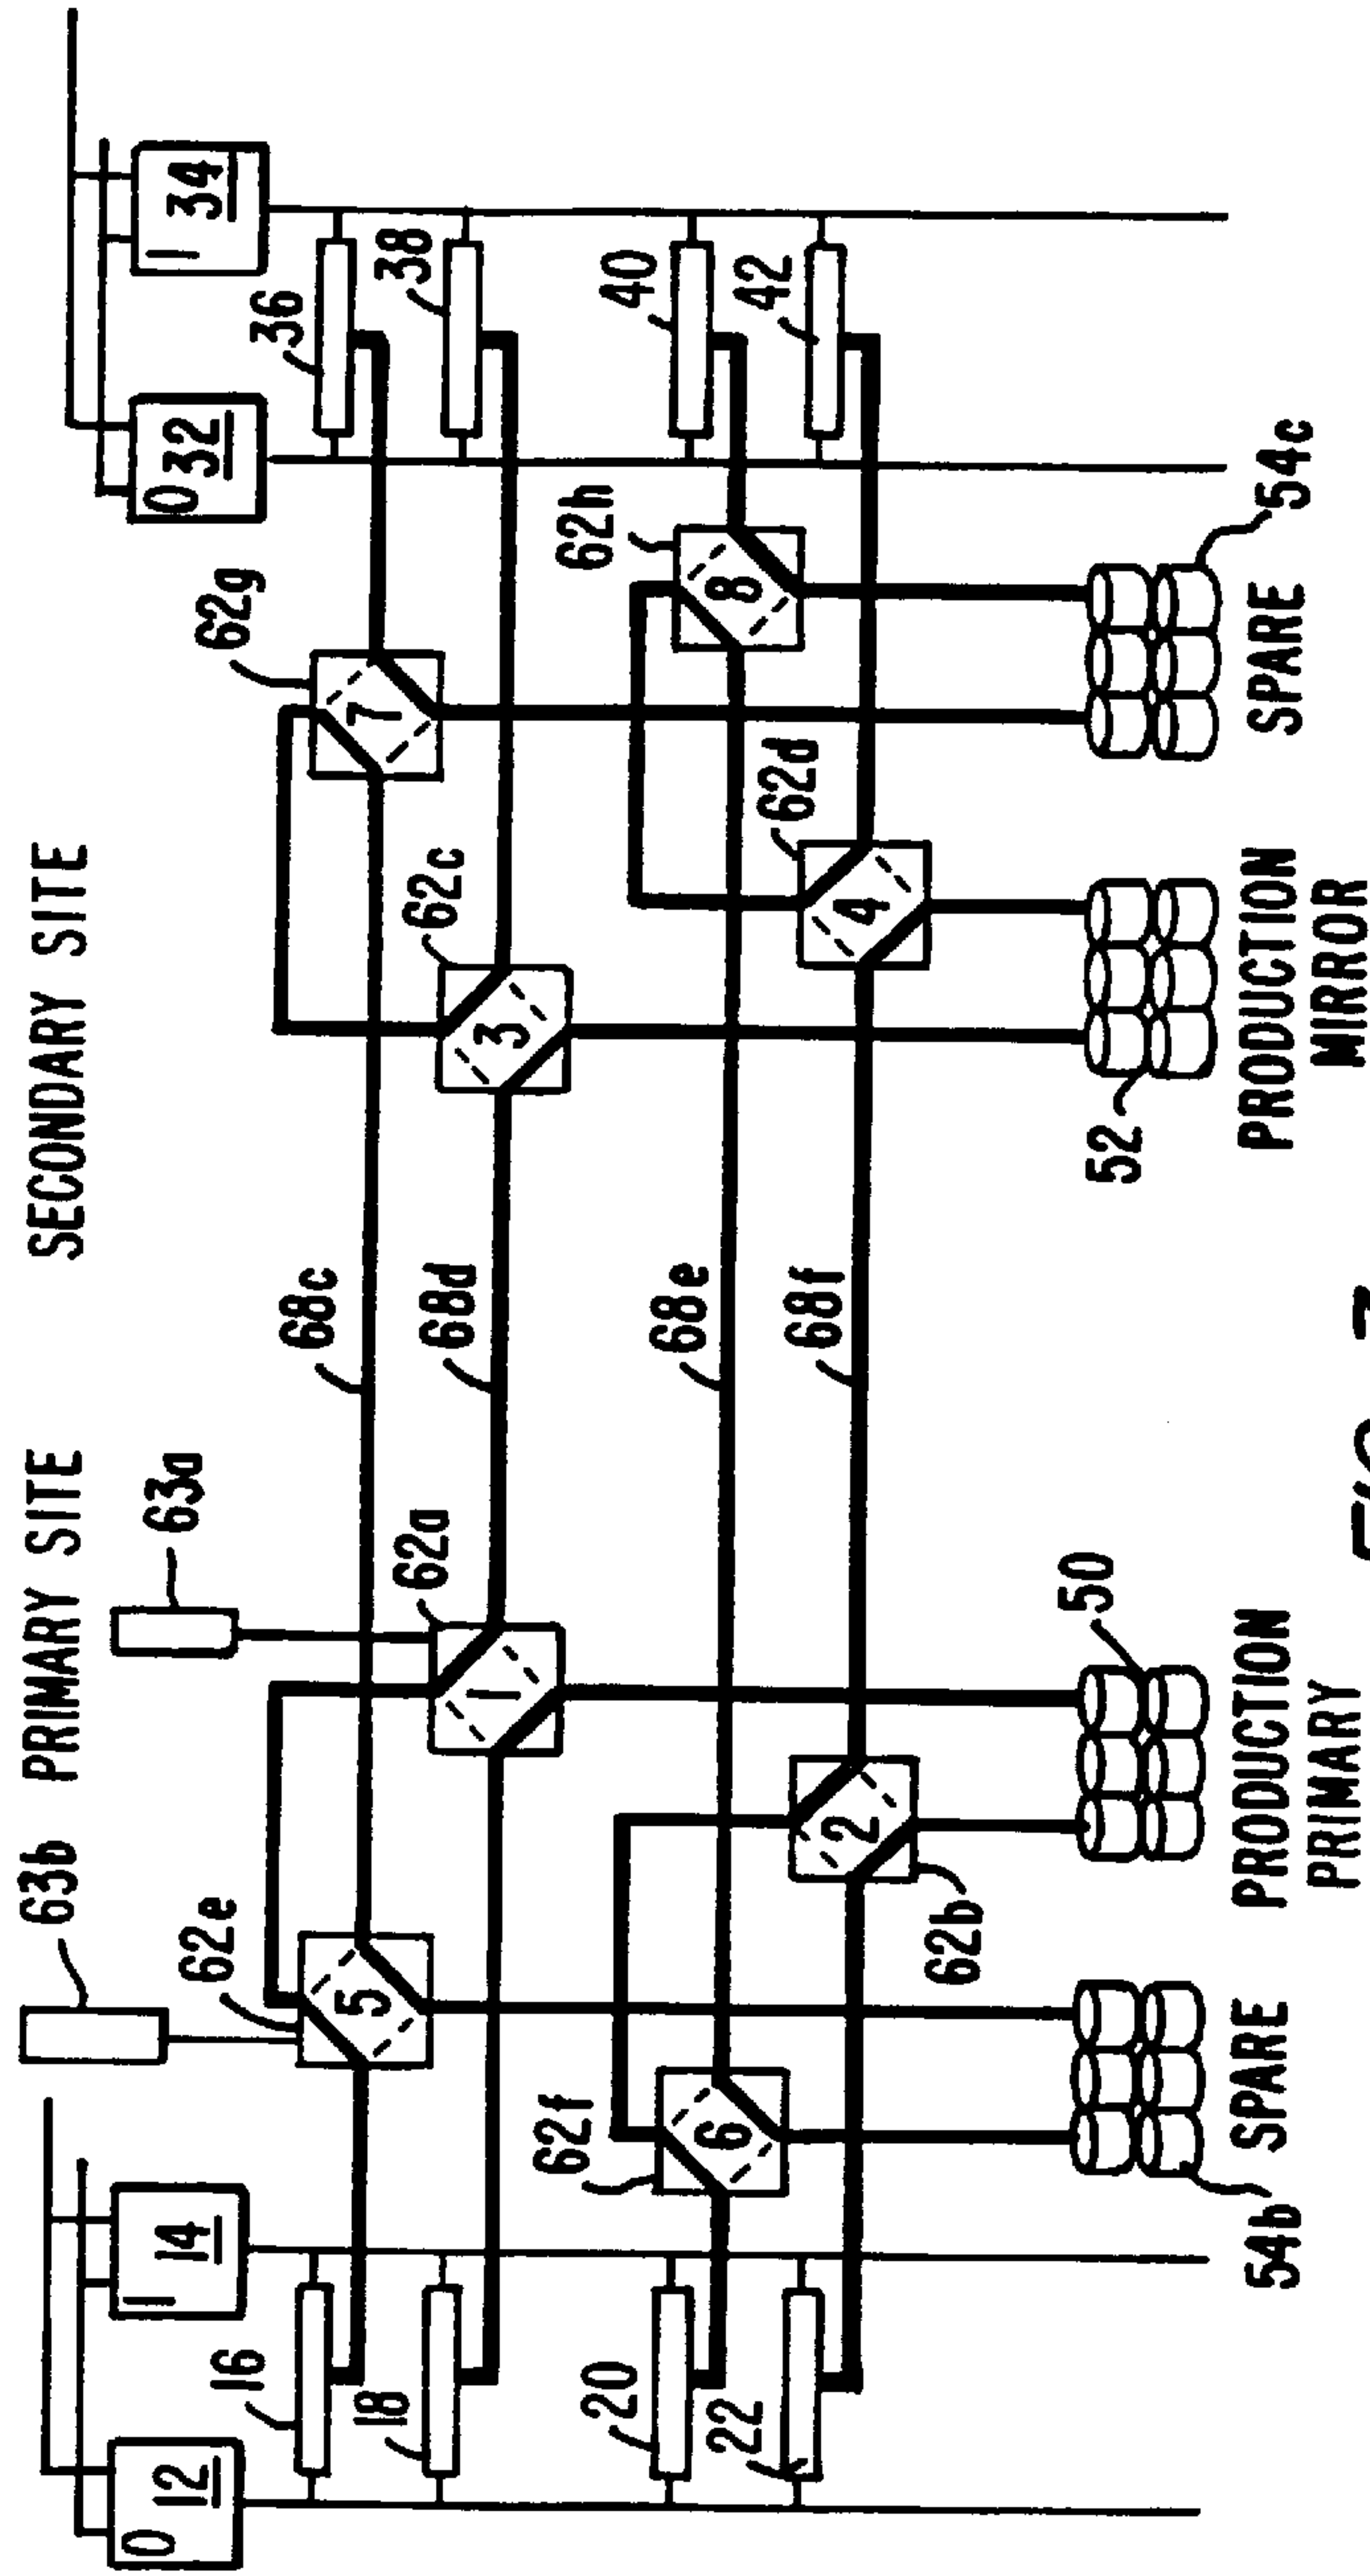 SECONDARY SITE
PRIMARY SITE
63b
63a
0 12
1 14
0 32
1 34
16
18
20
22
36
38
40
42
62e
5
62a
1
62f
6
62b
2
68c
68d
68e
68f
62g
7
62c
3
62h
8
62d
4
54b
50
52
54c
SPARE
PRODUCTION
PRIMARY
PRODUCTION
MIRROR
SPARE